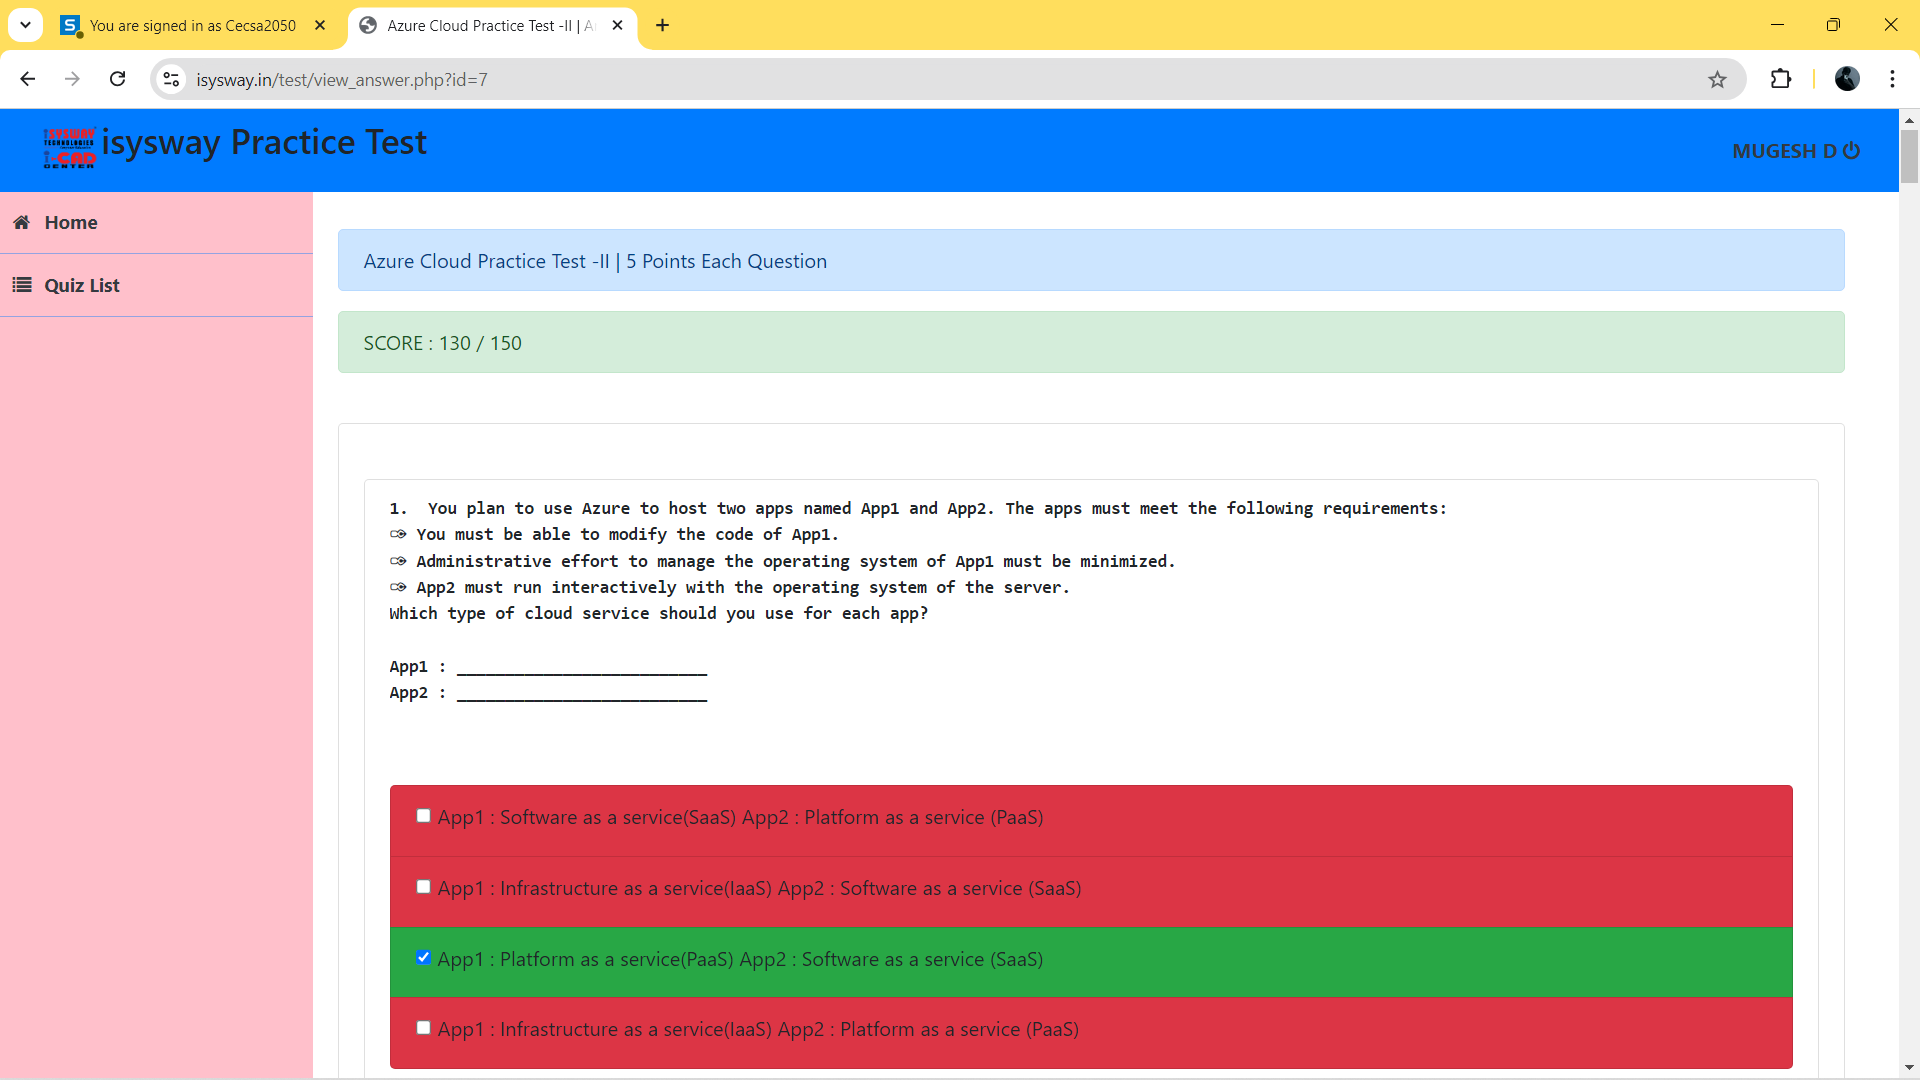 You are signed in as Cecsa2050
Azure Cloud Practice Test -II | A
isysway.in/test/view_answer.php?id=7
ISYSWAY
TECHNOLOGIES
i-CAD
CENTER
isysway Practice Test
MUGESH D
Home
Quiz List
Azure Cloud Practice Test -II | 5 Points Each Question
SCORE : 130 / 150
1.  You plan to use Azure to host two apps named App1 and App2. The apps must meet the following requirements:
You must be able to modify the code of App1.
Administrative effort to manage the operating system of App1 must be minimized.
App2 must run interactively with the operating system of the server.
Which type of cloud service should you use for each app?
App1 : __________________________
App2 : __________________________
App1 : Software as a service(SaaS) App2 : Platform as a service (PaaS)
App1 : Infrastructure as a service(IaaS) App2 : Software as a service (SaaS)
App1 : Platform as a service(PaaS) App2 : Software as a service (SaaS)
App1 : Infrastructure as a service(IaaS) App2 : Platform as a service (PaaS)